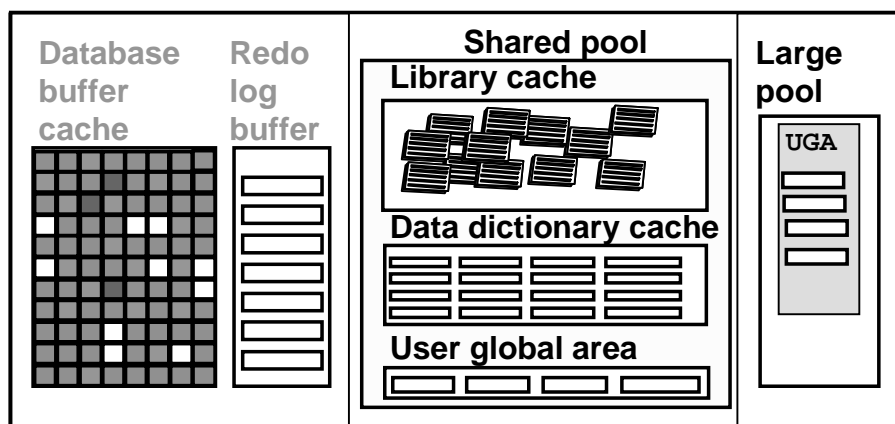 Database
buffer
cache
Redo
log
buffer
Shared pool
Library cache
Data dictionary cache
User global area
Large
pool
UGA